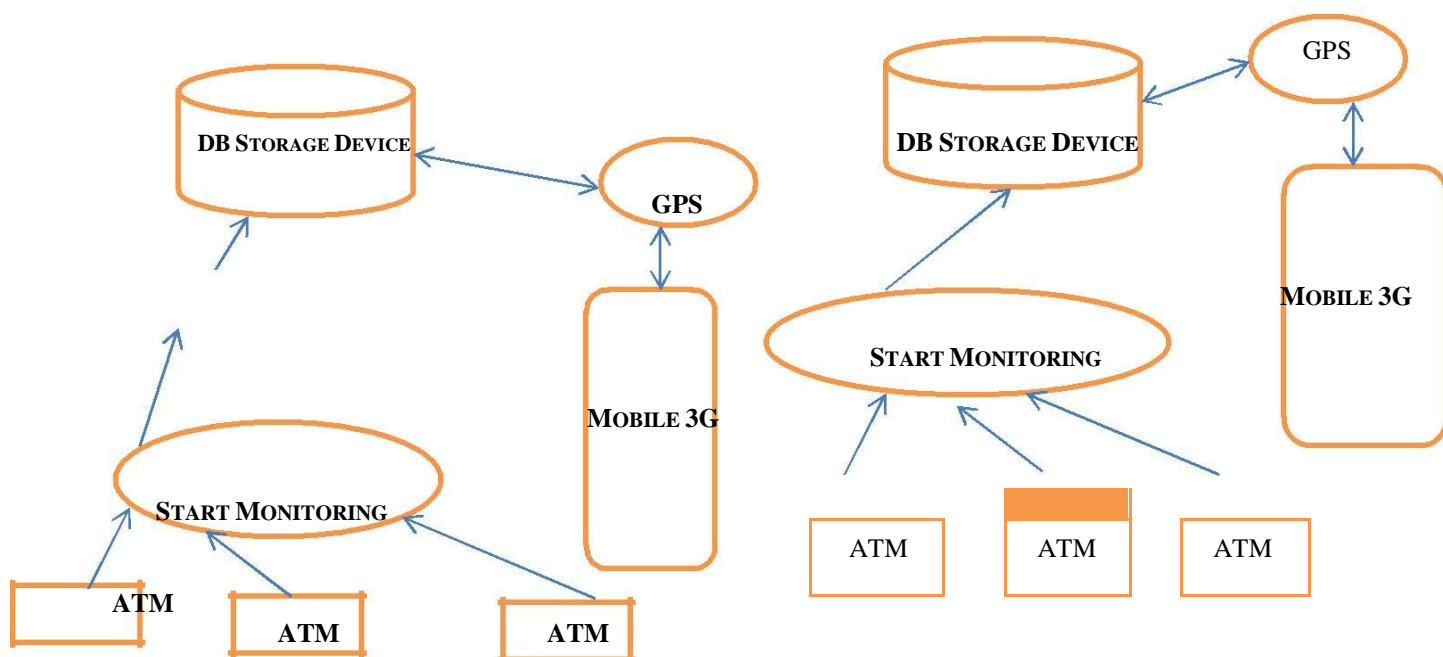 DB STORAGE DEVICE
GPS
MOBILE 3G
START MONITORING
ATM
ATM
ATM
GPS
DB STORAGE DEVICE
MOBILE 3G
START MONITORING
ATM
ATM
ATM